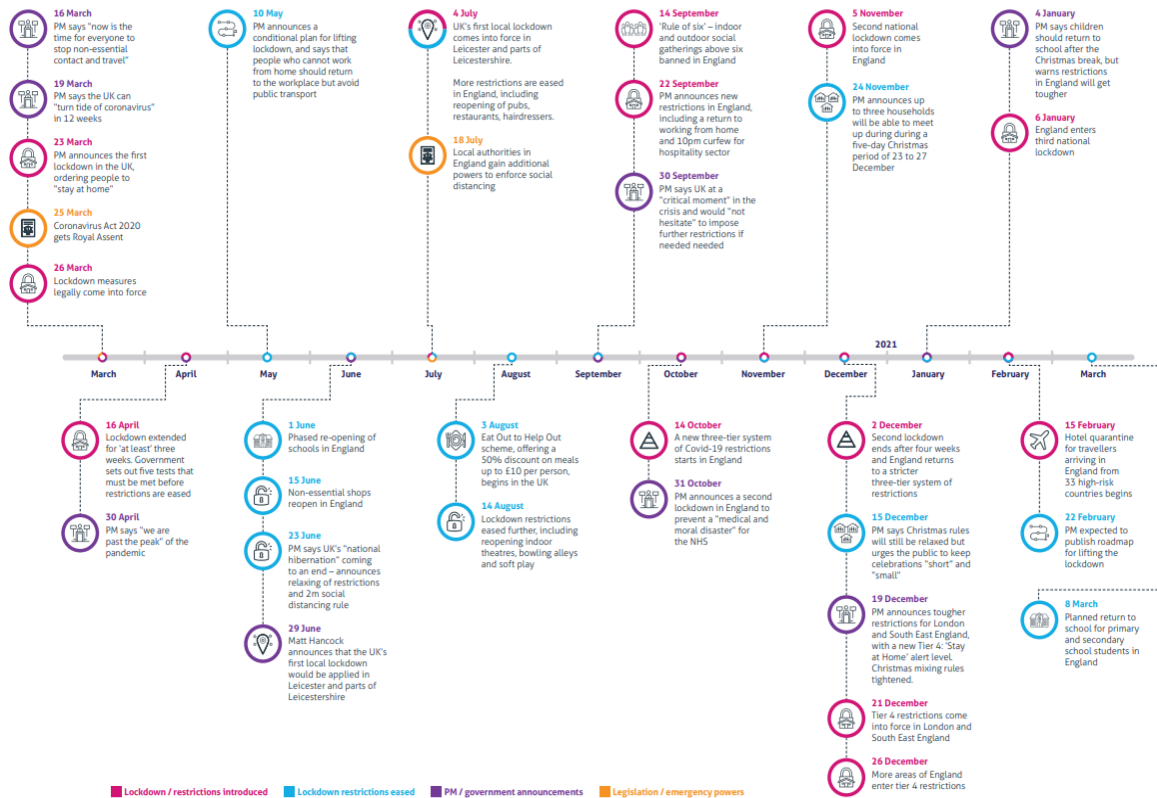 16 March
PM says "now is the
time for everyone to
stop non-essential
contact and travel"
19 March
PM says the UK can
"turn tide of coronavirus"
in 12 weeks
23 March
PM announces the first
lockdown in the UK,
ordering people to
"stay at home"
25 March
Coronavirus Act 2020
gets Royal Assent
26 March
Lockdown measures
legally come into force
10 May
PM announces a
conditional plan for lifting
lockdown, and says that
people who cannot work
from home should return
to the workplace but avoid
public transport
4 July
UK's first local lockdown
comes into force in
Leicester and parts of
Leicestershire.
More restrictions are eased
in England, including
reopening of pubs,
restaurants, hairdressers.
18 July
Local authorities in
England gain additional
powers to enforce social
distancing
14 September
'Rule of six' – indoor
and outdoor social
gatherings above six
banned in England
22 September
PM announces new
restrictions in England,
including a return to
working from home
and 10pm curfew for
hospitality sector
30 September
PM says UK at a
"critical moment" in the
crisis and would "not
hesitate" to impose
further restrictions if
needed needed
5 November
Second national
lockdown comes
into force in
England
24 November
PM announces up
to three households
will be able to meet
up during during a
five-day Christmas
period of 23 to 27
December
4 January
PM says children
should return to
school after the
Christmas break, but
warns restrictions
in England will get
tougher
6 January
England enters
third national
lockdown
2021
March
April
May
June
July
August
September
October
November
December
January
February
March
16 April
Lockdown extended
for 'at least' three
weeks. Government
sets out five tests that
must be met before
restrictions are eased
30 April
PM says "we are
past the peak" of the
pandemic
1 June
Phased re-opening of
schools in England
15 June
Non-essential shops
reopen in England
23 June
PM says UK's "national
hibernation" coming
to an end – announces
relaxing of restrictions
and 2m social
distancing rule
29 June
Matt Hancock
announces that the UK's
first local lockdown
would be applied in
Leicester and parts of
Leicestershire
3 August
Eat Out to Help Out
scheme, offering a
50% discount on meals
up to £10 per person,
begins in the UK
14 August
Lockdown restrictions
eased further, including
reopening indoor
theatres, bowling alleys
and soft play
14 October
A new three-tier system
of Covid-19 restrictions
starts in England
31 October
PM announces a second
lockdown in England to
prevent a "medical and
moral disaster" for
the NHS
2 December
Second lockdown
ends after four weeks
and England returns
to a stricter
three-tier system of
restrictions
15 December
PM says Christmas rules
will still be relaxed but
urges the public to keep
celebrations "short" and
"small"
19 December
PM announces tougher
restrictions for London
and South East England,
with a new Tier 4: 'Stay
at Home' alert level.
Christmas mixing rules
tightened.
21 December
Tier 4 restrictions come
into force in London and
South East England
26 December
More areas of England
enter tier 4 restrictions
15 February
Hotel quarantine
for travellers
arriving in
England from
33 high-risk
countries begins
22 February
PM expected to
publish roadmap
for lifting the
lockdown
8 March
Planned return to
school for primary
and secondary
school students in
England
Lockdown / restrictions introduced
Lockdown restrictions eased
PM / government announcements
Legislation / emergency powers